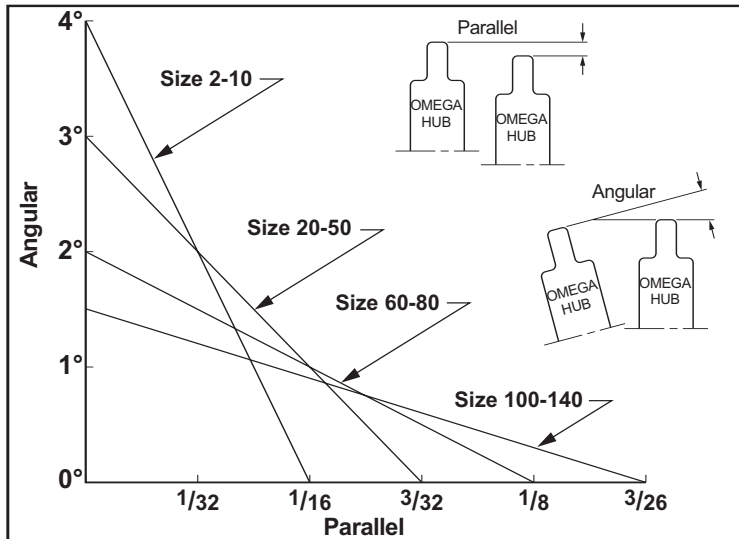 4°
3°
2°
1°
0°
Angular
Size 2-10
Size 20-50
Size 60-80
Size 100-140
1/32
1/16
3/32
1/8
3/26
Parallel
Parallel
OMEGA
HUB
OMEGA
HUB
Angular
OMEGA
HUB
OMEGA
HUB